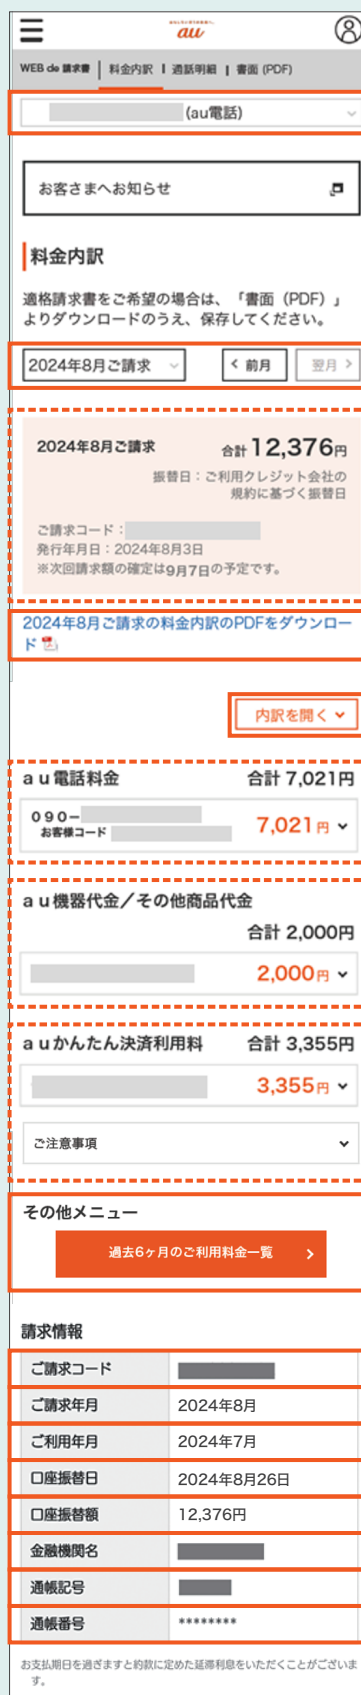 あたらしいきずなの未来へ。
au
WEB de 請求書 | 料金内訳 | 通話明細 | 書面 (PDF)
(au電話)
お客さまへお知らせ
料金内訳
適格請求書をご希望の場合は、「書面（PDF）」
よりダウンロードのうえ、保存してください。
2024年8月ご請求
前月
翌月
2024年8月ご請求 合計 12,376円
振替日：ご利用クレジット会社の
規約に基づく振替日
ご請求コード：
発行年月日：2024年8月3日
※次回請求額の確定は9月7日の予定です。
2024年8月ご請求の料金内訳のPDFをダウンロー
ド
内訳を開く
au電話料金 合計 7,021円
090-
お客様コード
7,021円
au機器代金／その他商品代金
合計 2,000円
2,000円
auかんたん決済利用料 合計 3,355円
3,355円
ご注意事項
その他メニュー
過去6ヶ月のご利用料金一覧
請求情報
ご請求コード
ご請求年月 2024年8月
ご利用年月 2024年7月
口座振替日 2024年8月26日
口座振替額 12,376円
金融機関名
通帳記号
通帳番号 ********
お支払期日を過ぎますと約款に定めた延滞利息をいただくことがございま
す。